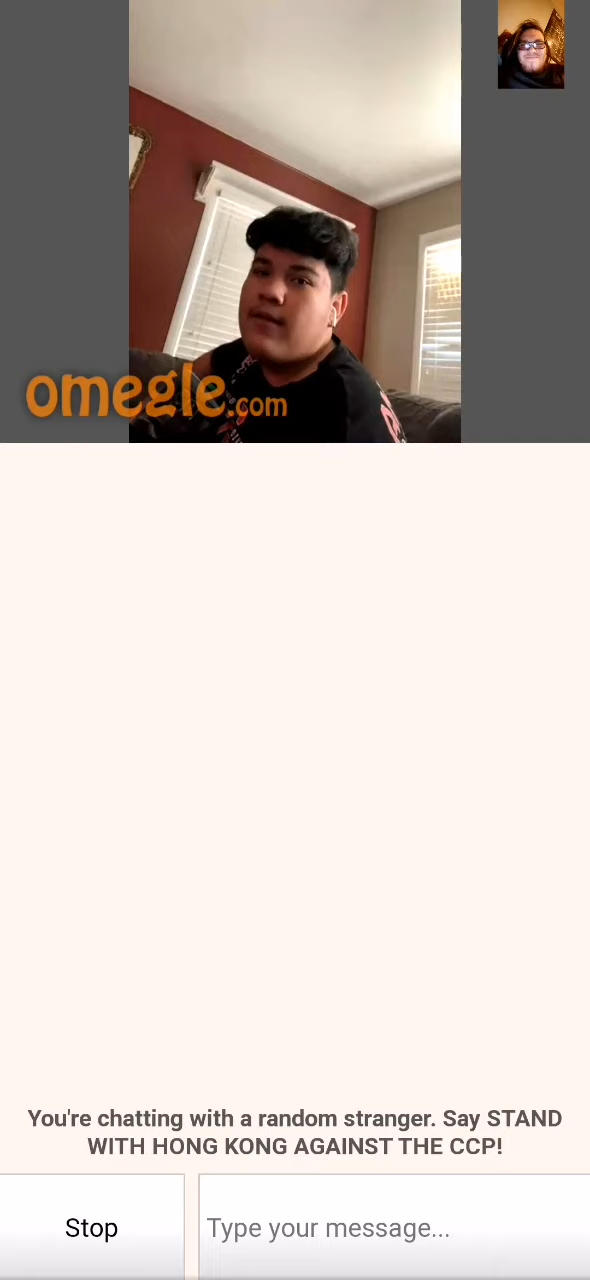 omegle.com
You're chatting with a random stranger. Say STAND
WITH HONG KONG AGAINST THE CCP!
Stop
Type your message...